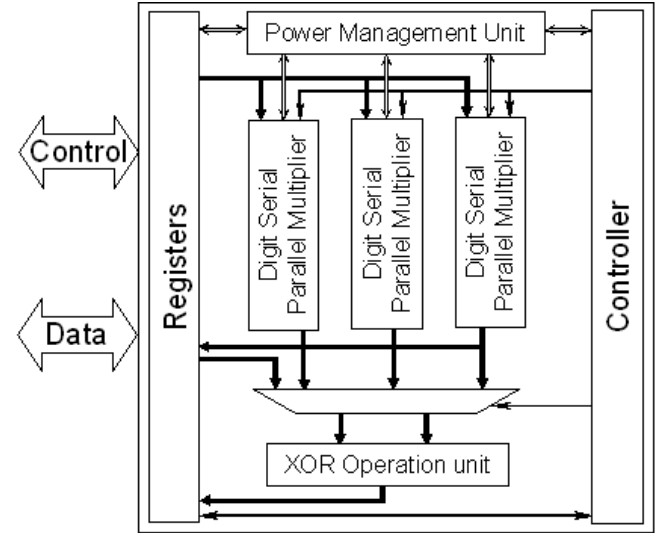 Power Management Unit
Control
Data
Registers
Digit Serial
Parallel Multiplier
Digit Serial
Parallel Multiplier
Digit Serial
Parallel Multiplier
Controller
XOR Operation unit